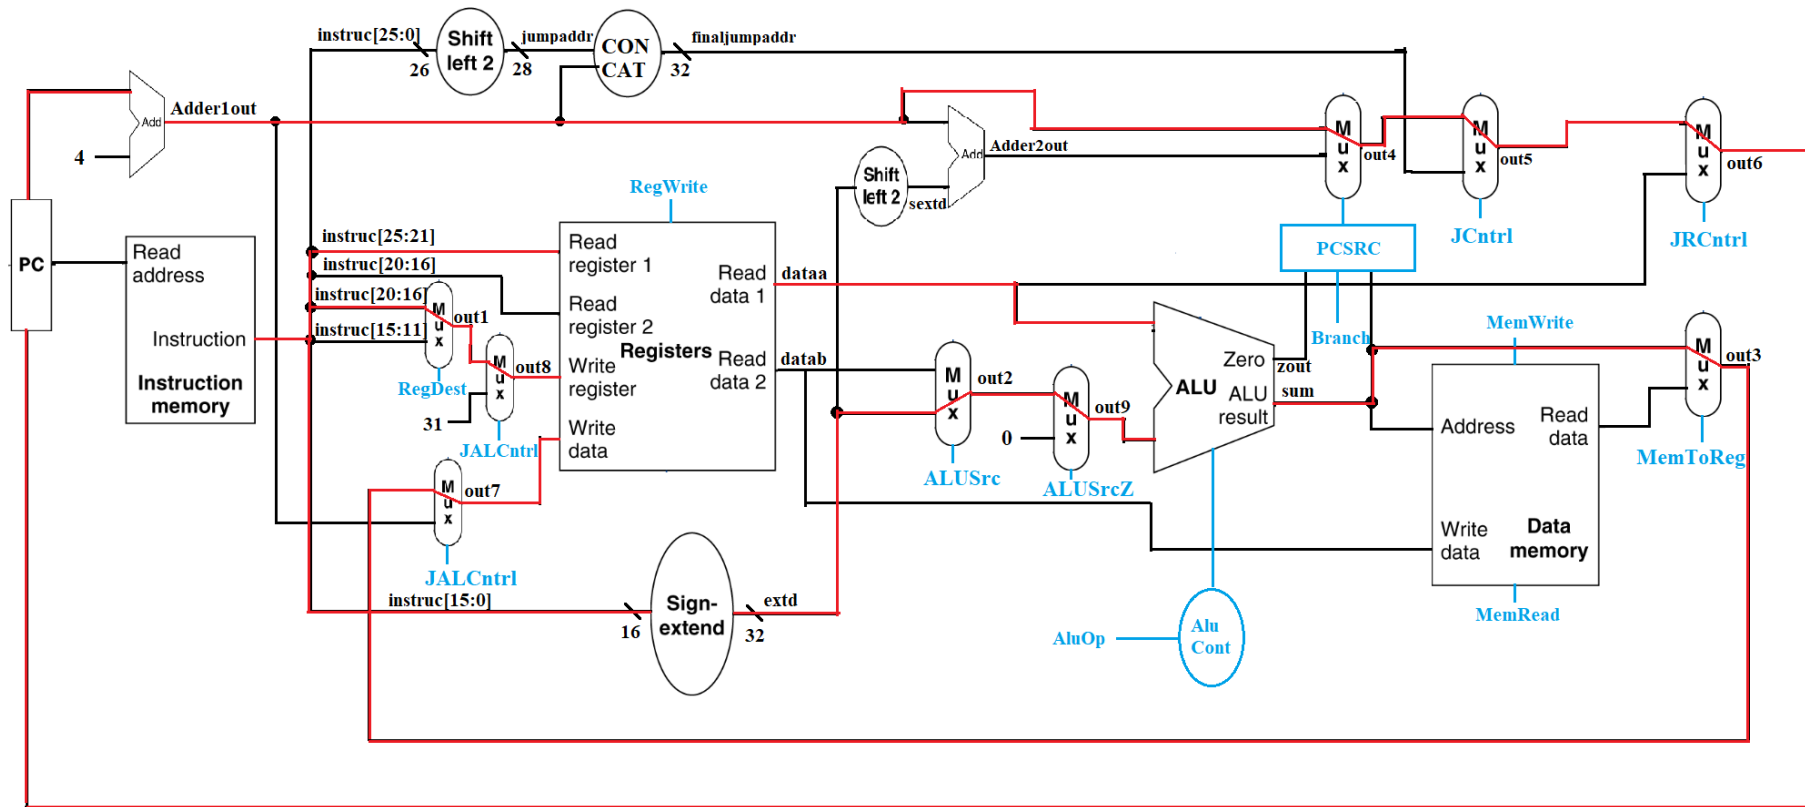 instruc[25:0]
26
Shift
left 2
28
jumpaddr
CON
CAT
32
finaljumpaddr
Adder1out
Add
4
PC
Read
address
Instruction
Instruction
memory
instruc[25:21]
instruc[20:16]
instruc[20:16]
instruc[15:11]
M
u
x
out1
RegDest
M
u
x
out8
31
JALCntrl
M
u
x
out7
JALCntrl
instruc[15:0]
16
Sign-
extend
32
extd
RegWrite
Read
register 1
Read
register 2
Write
register
Write
data
Registers
Read
data 1
Read
data 2
dataa
datab
Shift
left 2
sextd
Add
Adder2out
M
u
x
out2
ALUSrc
0
M
u
x
out9
ALUSrcZ
ALU
Zero
ALU
result
zout
sum
AluOp
Alu
Cont
M
u
x
out4
PCSRC
Branch
M
u
x
out5
JCntrl
M
u
x
out6
JRCntrl
MemWrite
Address
Read
data
Write
data
Data
memory
MemRead
M
u
x
out3
MemToReg